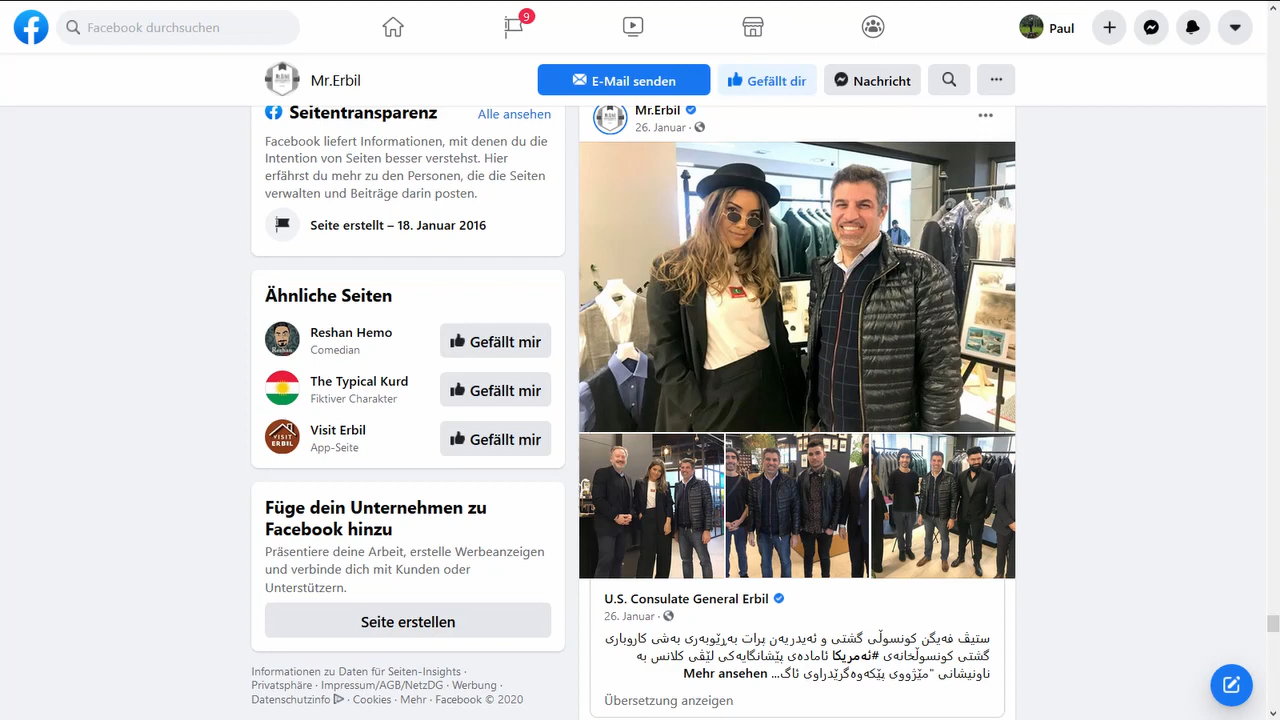 Facebook durchsuchen
9
Paul
Mr.Erbil
E-Mail senden
Gefällt dir
Nachricht
Seitentransparenz
Alle ansehen
Facebook liefert Informationen, mit denen du die
Intention von Seiten besser verstehst. Hier
erfährst du mehr zu den Personen, die die Seiten
verwalten und Beiträge darin posten.
Seite erstellt – 18. Januar 2016
Ähnliche Seiten
Reshan Hemo
Comedian
Gefällt mir
The Typical Kurd
Fiktiver Charakter
Gefällt mir
VISIT
ERBIL
Visit Erbil
App-Seite
Gefällt mir
Füge dein Unternehmen zu
Facebook hinzu
Präsentiere deine Arbeit, erstelle Werbeanzeigen
und verbinde dich mit Kunden oder
Unterstützern.
Seite erstellen
Informationen zu Daten für Seiten-Insights ·
Privatsphäre · Impressum/AGB/NetzDG · Werbung ·
Datenschutzinfo · Cookies · Mehr · Facebook © 2020
Mr.Erbil
26. Januar ·
U.S. Consulate General Erbil
26. Januar ·
ستیڤ فەیگن کونسوڵی گشتی و ئەیدریەن پرات بەڕێوبەری بەشی کاروباری
گشتی کونسوڵخانەی #ئەمریکا ئامادەی پێشانگایەکی لێڤی کلانس بە
ناونیشانی "مێژووی پێکەوەگرێدراوی ئاگ... Mehr ansehen
Übersetzung anzeigen